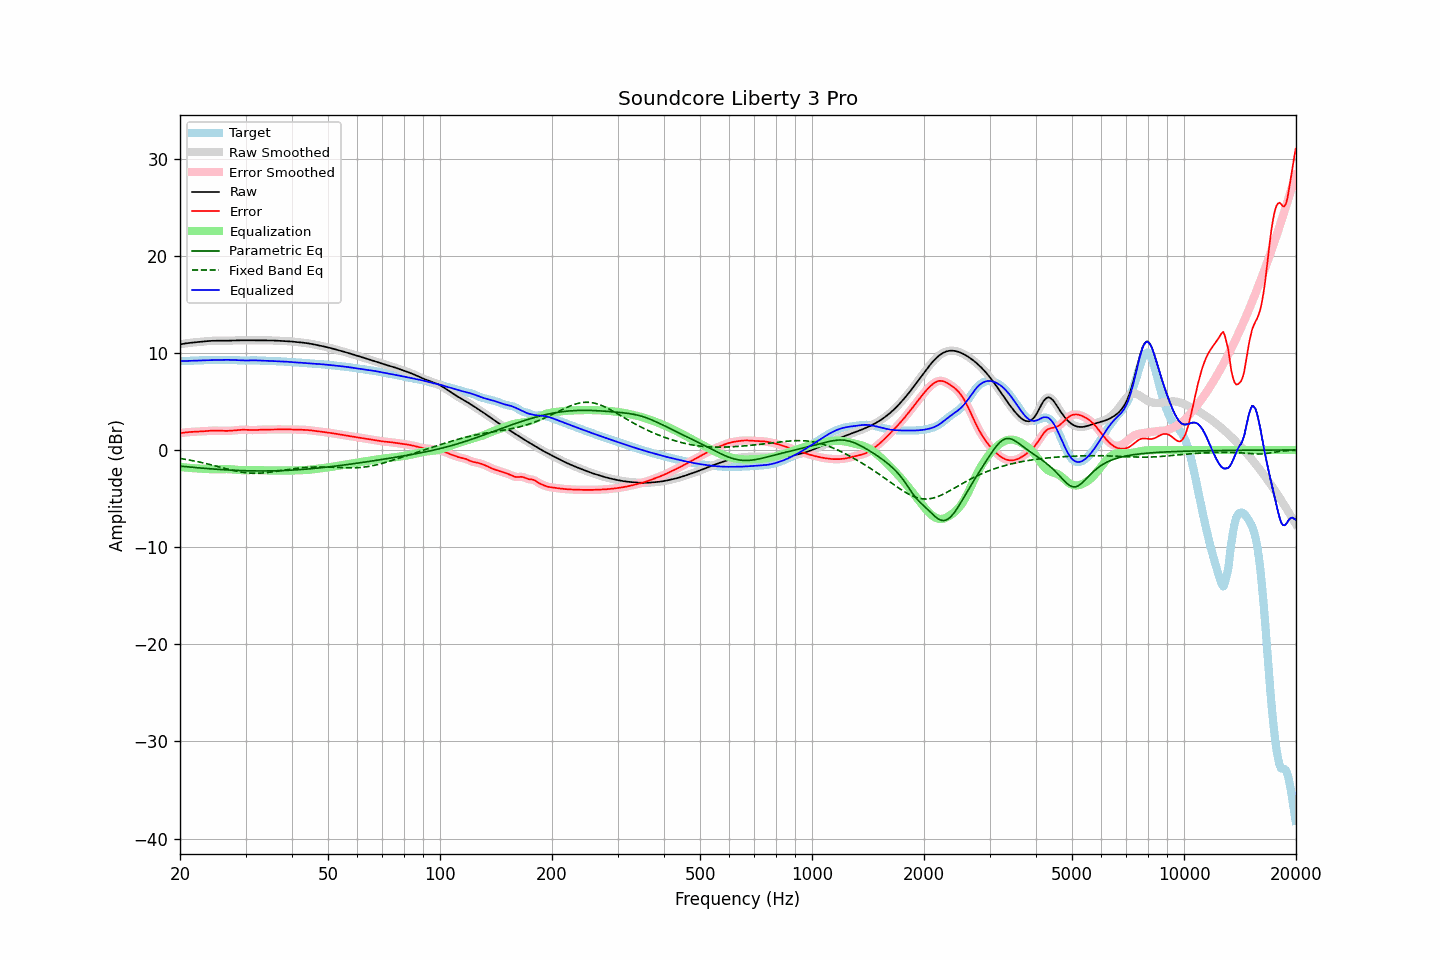 Soundcore Liberty 3 Pro
Target
Raw Smoothed
Error Smoothed
Raw
Error
Equalization
Parametric Eq
Fixed Band Eq
Equalized
Amplitude (dBr)
30
20
10
0
−10
−20
−30
−40
20 50 100 200 500 1000 2000 5000 10000 20000
Frequency (Hz)